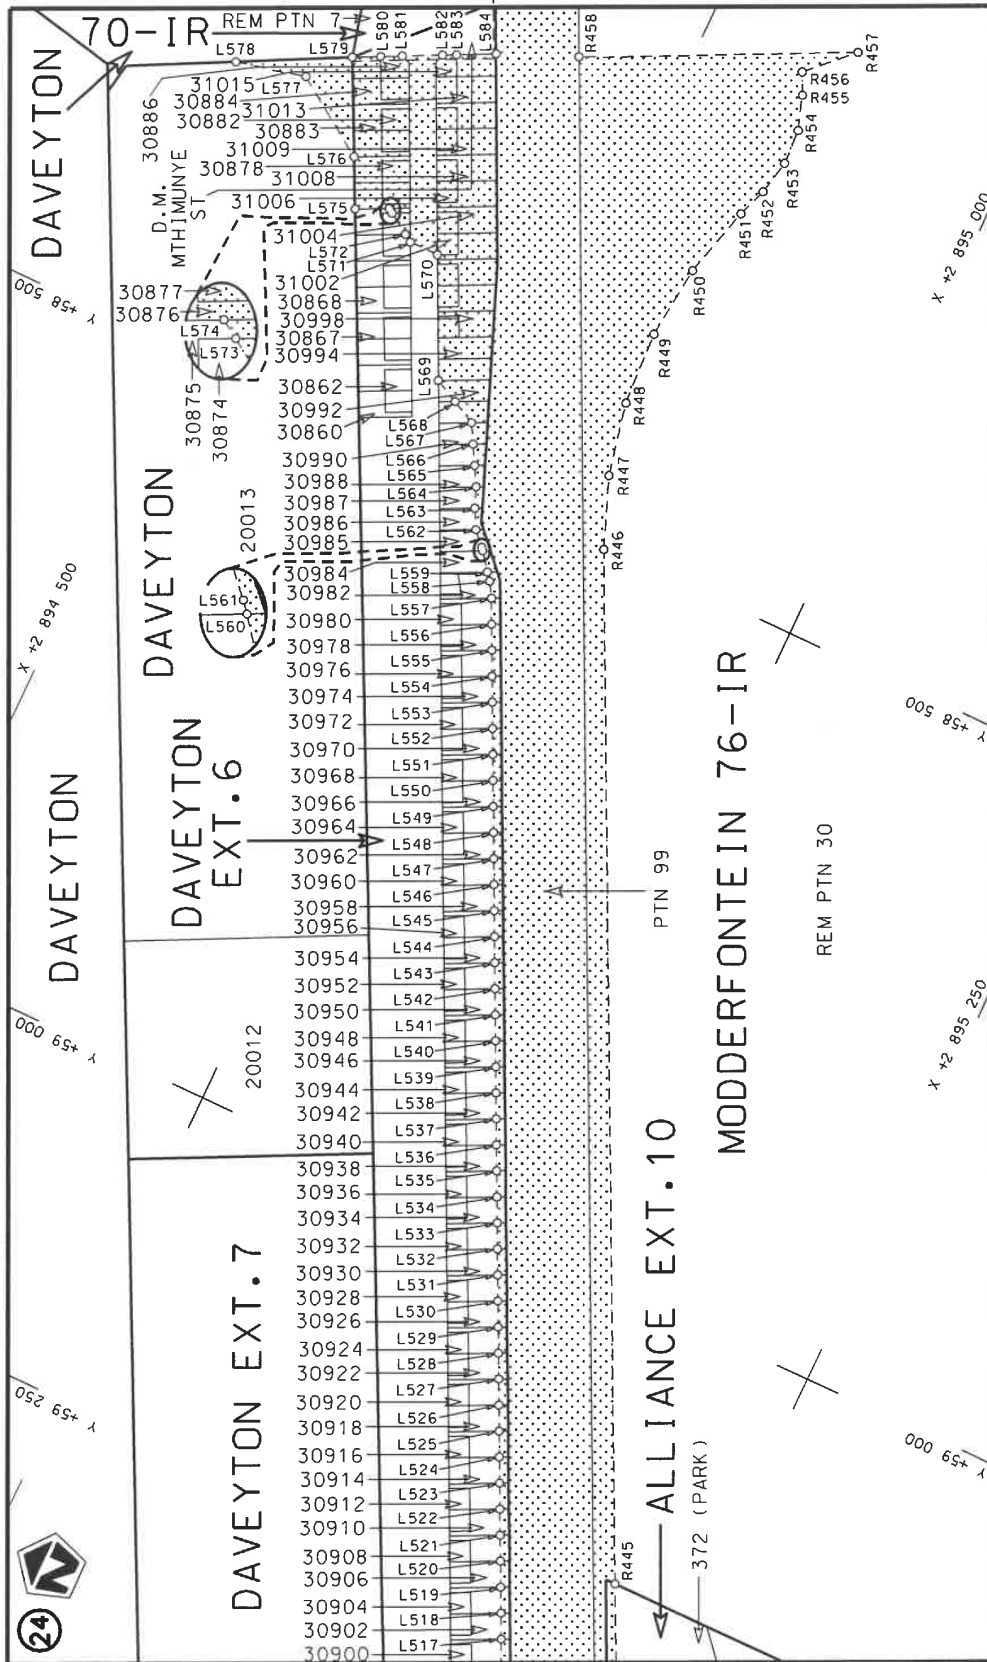 70-IR
REM PTN 7
L580
L581
L582
L583
L584
R458
R457
L578
L579
R456
R455
R454
R453
R452
R451
R450
R449
R448
R447
R446
DAVEYTON
30886
31015
L577
30884
31013
30882
30883
31009
L576
30878
31008
31006
L575
D.M.
MTHIMUNYE
ST
31004
L572
L571
31002
L570
30868
30998
30867
30994
L569
30862
30992
30860
L568
L567
30877
30876
L574
L573
30875
30874
Y +58 500
X +2 895 000
30990
L566
30988
L565
L564
30987
L563
30986
L562
30985
30984
L559
30982
L558
L557
30980
L556
30978
L555
30976
L554
30974
L553
30972
L552
30970
L551
30968
L550
30966
L549
30964
L548
30962
L547
30960
L546
30958
L545
30956
L544
30954
L543
30952
L542
30950
L541
30948
L540
30946
L539
30944
L538
30942
L537
30940
L536
30938
L535
30936
L534
30934
L533
30932
L532
30930
L531
30928
L530
30926
L529
30924
L528
30922
L527
30920
L526
30918
L525
30916
L524
30914
L523
30912
L522
30910
L521
30908
L520
30906
L519
30904
L518
30902
L517
30900
DAVEYTON
20013
L561
L560
X +2 894 500
DAVEYTON
DAVEYTON
EXT.6
Y +58 500
MODDERFONTEIN 76-IR
PTN 99
REM PTN 30
Y +59 000
20012
X +2 895 250
DAVEYTON EXT.7
ALLIANCE EXT.10
372 (PARK)
R445
Y +59 250
Y +59 000
N
24